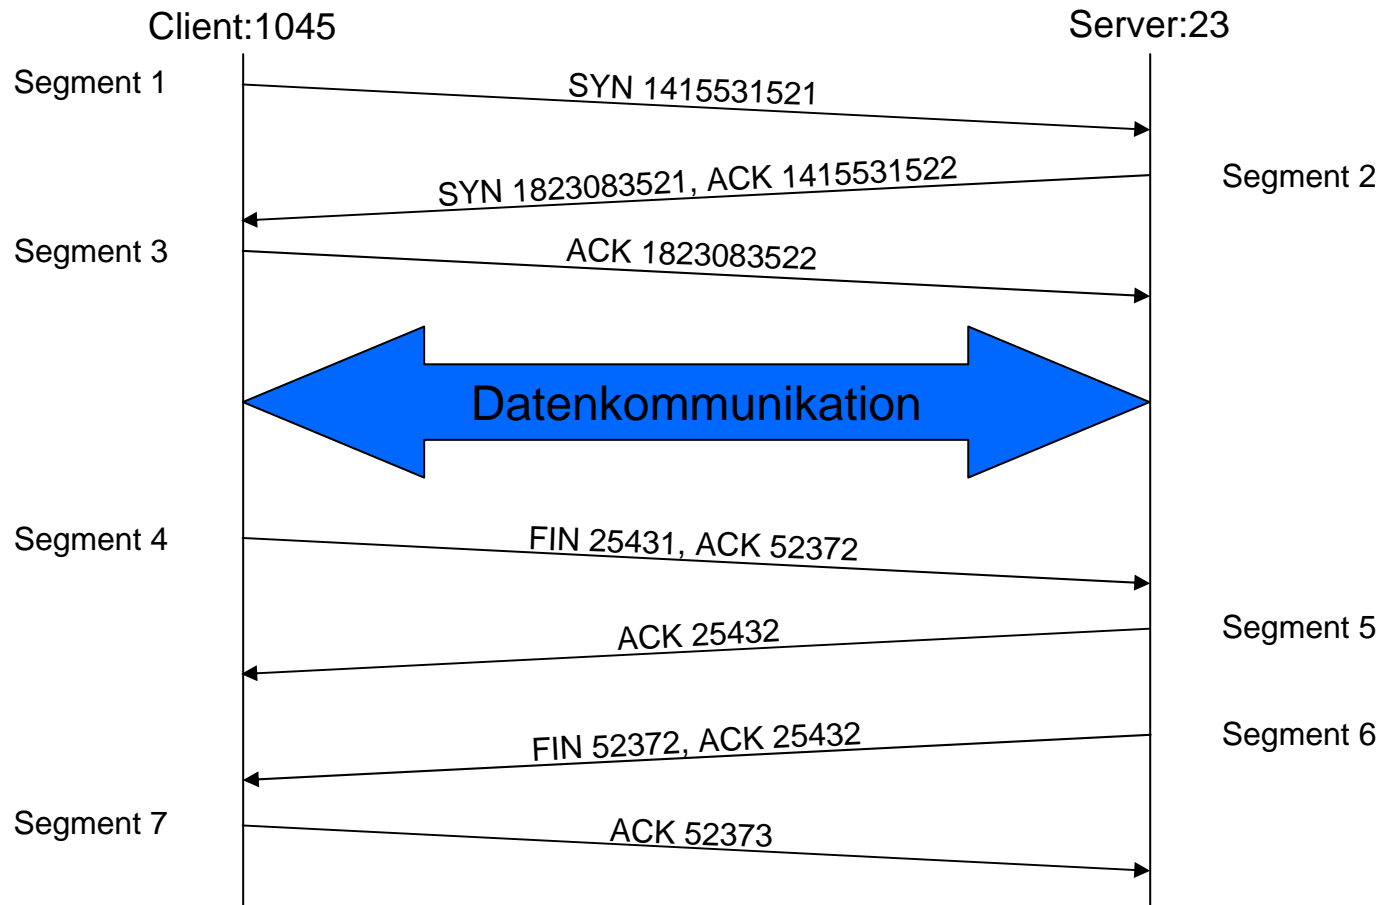 Client:1045
Server:23
Segment 1
SYN 1415531521
SYN 1823083521, ACK 1415531522
Segment 2
Segment 3
ACK 1823083522
Datenkommunikation
Segment 4
FIN 25431, ACK 52372
ACK 25432
Segment 5
FIN 52372, ACK 25432
Segment 6
Segment 7
ACK 52373